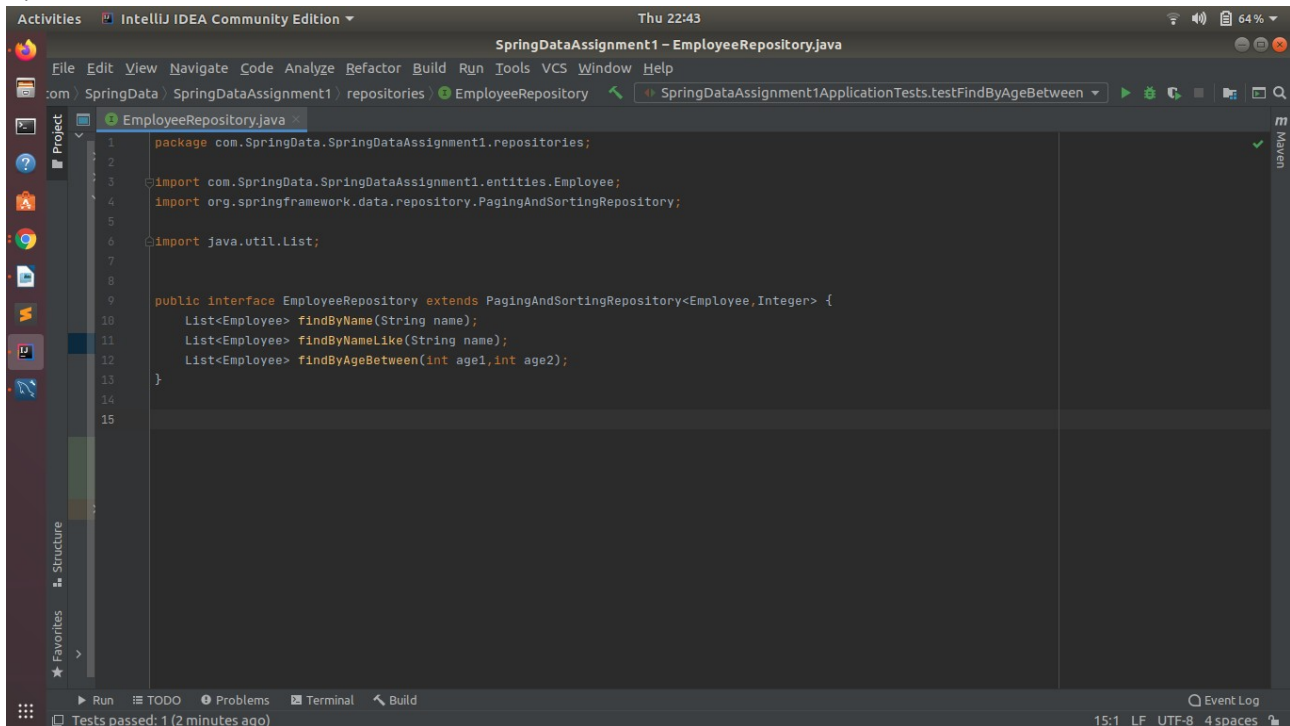 Activities IntelliJ IDEA Community Edition Thu 22:43 64%
SpringDataAssignment1 – EmployeeRepository.java
File Edit View Navigate Code Analyze Refactor Build Run Tools VCS Window Help
com SpringData SpringDataAssignment1 repositories EmployeeRepository SpringDataAssignment1ApplicationTests.testFindByAgeBetween
Project
EmployeeRepository.java
Maven
1 package com.SpringData.SpringDataAssignment1.repositories;
2
3 import com.SpringData.SpringDataAssignment1.entities.Employee;
4 import org.springframework.data.repository.PagingAndSortingRepository;
5
6 import java.util.List;
7
8
9 public interface EmployeeRepository extends PagingAndSortingRepository<Employee,Integer> {
10 List<Employee> findByName(String name);
11 List<Employee> findByNameLike(String name);
12 List<Employee> findByAgeBetween(int age1,int age2);
13 }
14
15
Structure
Favorites
Run TODO Problems Terminal Build Event Log
Tests passed: 1 (2 minutes ago) 15:1 LF UTF-8 4 spaces